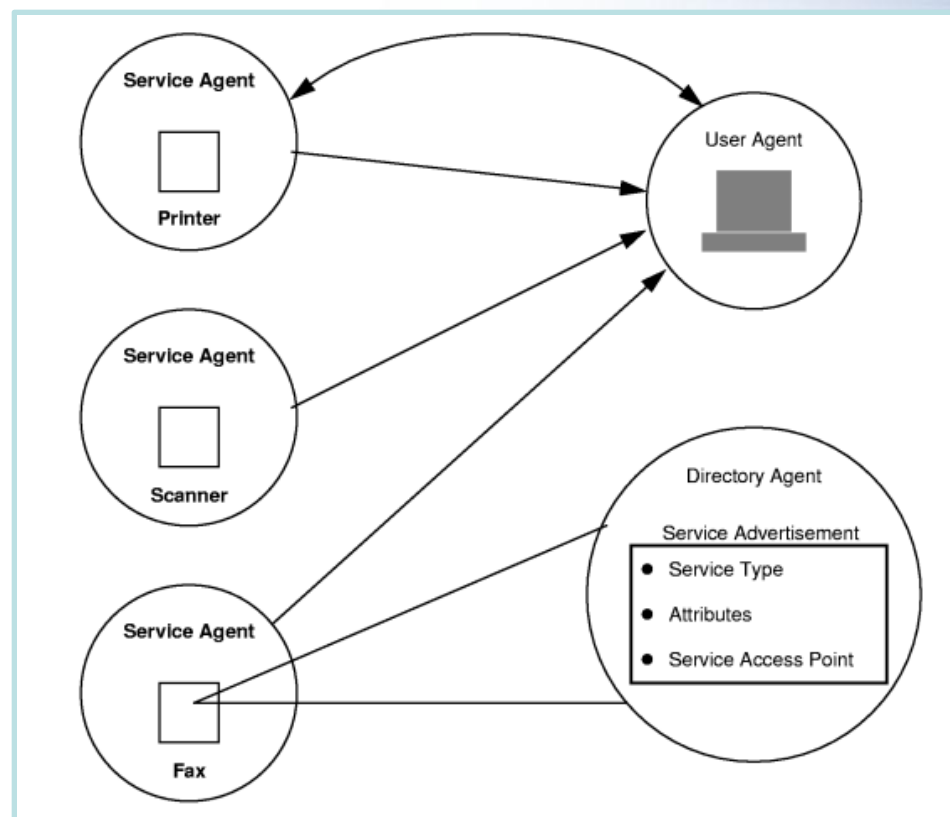 Service Agent
Printer
User Agent
Service Agent
Scanner
Directory Agent
Service Advertisement
● Service Type
● Attributes
● Service Access Point
Service Agent
Fax